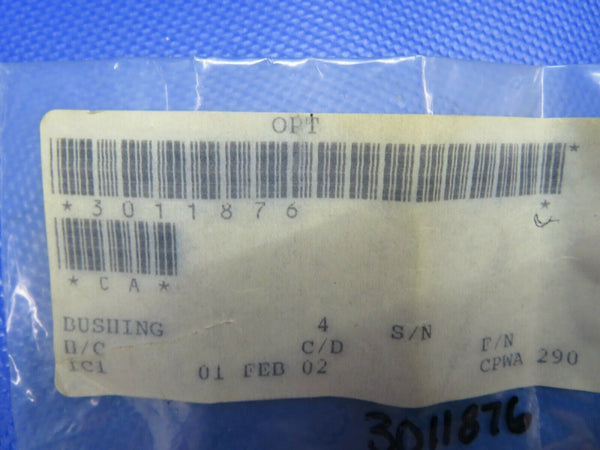 OPT
*
*3011876 *
*CA*
BUSHING 4 S/N F/N
H/C C/D CPWA 290
IC1 01 FEB 02
3011876